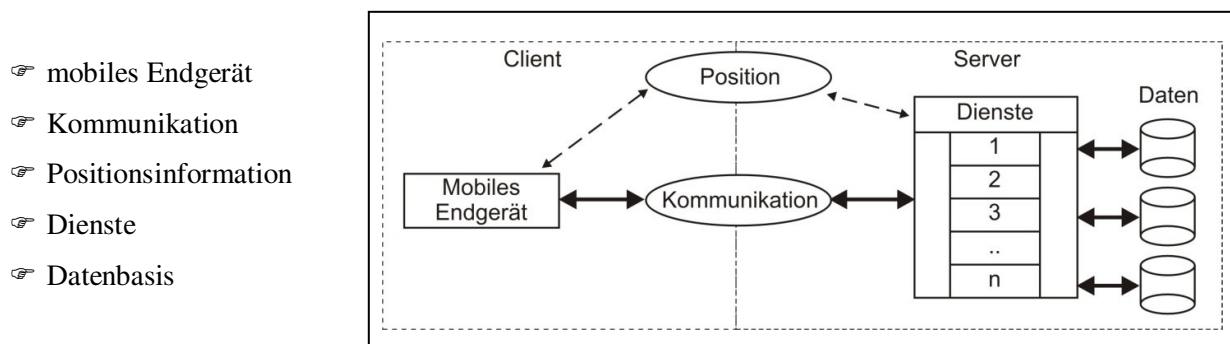 ☞ mobiles Endgerät
☞ Kommunikation
☞ Positionsinformation
☞ Dienste
☞ Datenbasis
Client
Server
Position
Daten
Dienste
1
2
3
..
n
Mobiles
Endgerät
Kommunikation